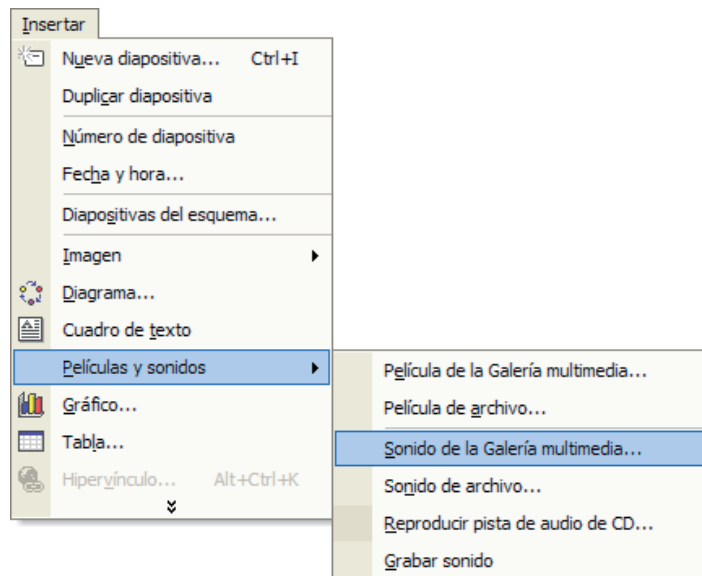 Insertar
Nueva diapositiva... Ctrl+I
Duplicar diapositiva
Número de diapositiva
Fecha y hora...
Diapositivas del esquema...
Imagen
Diagrama...
Cuadro de texto
Películas y sonidos
Gráfico...
Tabla...
Hipervínculo... Alt+Ctrl+K
Película de la Galería multimedia...
Película de archivo...
Sonido de la Galería multimedia...
Sonido de archivo...
Reproducir pista de audio de CD...
Grabar sonido